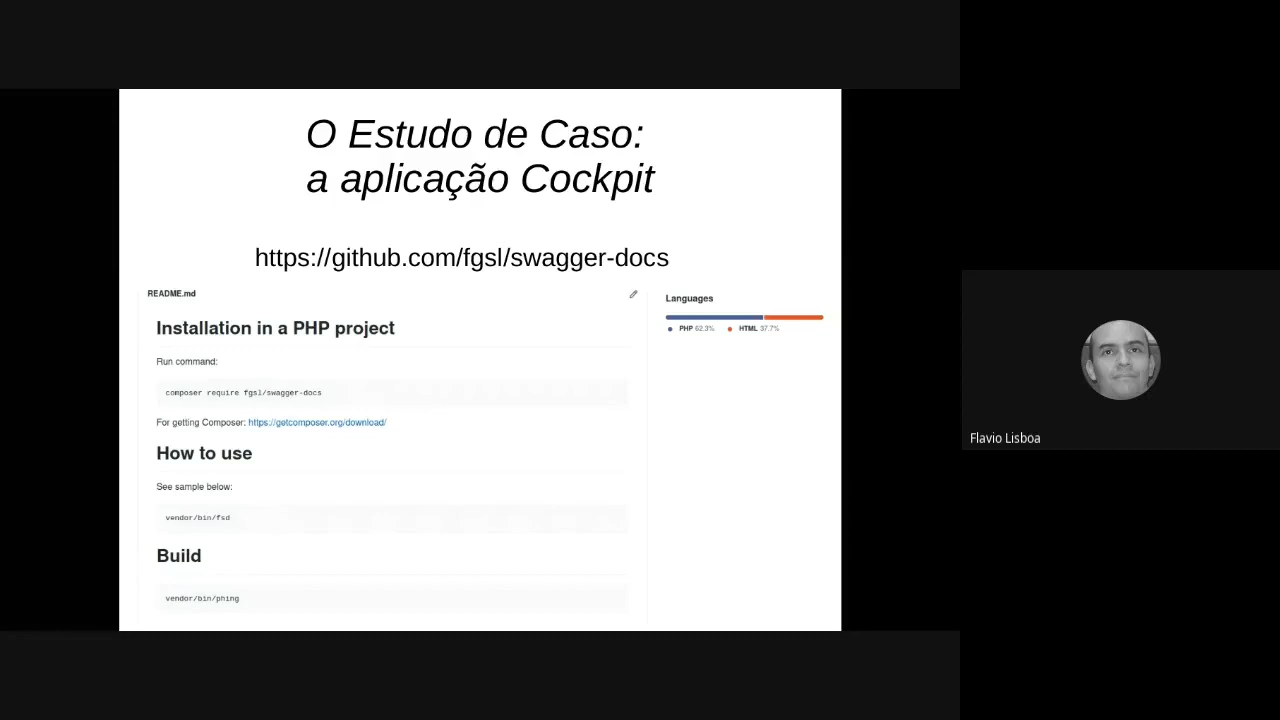 O Estudo de Caso:
a aplicação Cockpit
https://github.com/fgsl/swagger-docs
README.md
Installation in a PHP project
Run command:
composer require fgsl/swagger-docs
For getting Composer: https://getcomposer.org/download/
How to use
See sample below:
vendor/bin/fsd
Build
vendor/bin/phing
Languages
PHP 62.3% HTML 37.7%
Flavio Lisboa